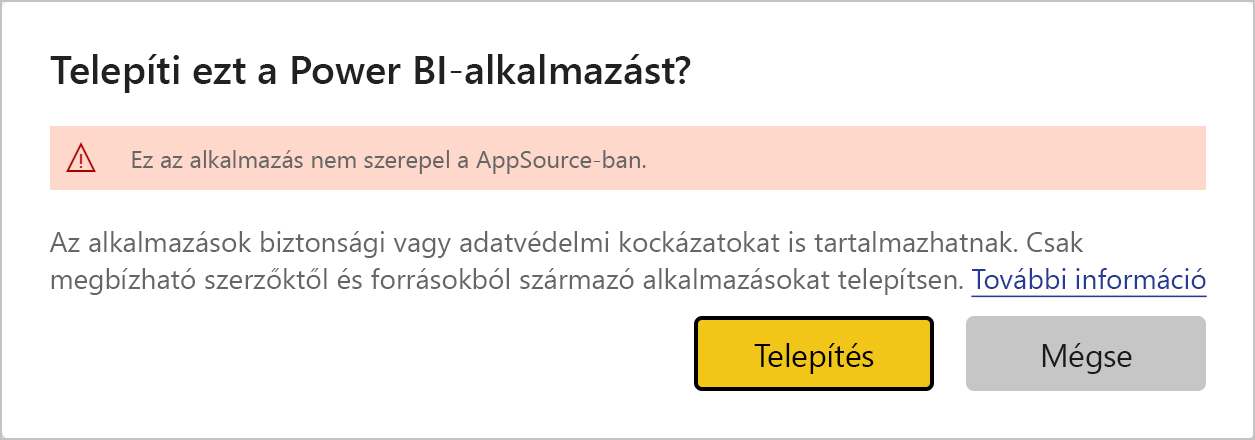 Telepíti ezt a Power BI-alkalmazást?
Ez az alkalmazás nem szerepel a AppSource-ban.
Az alkalmazások biztonsági vagy adatvédelmi kockázatokat is tartalmazhatnak. Csak
megbízható szerzőktől és forrásokból származó alkalmazásokat telepítsen. További információ
Telepítés
Mégse